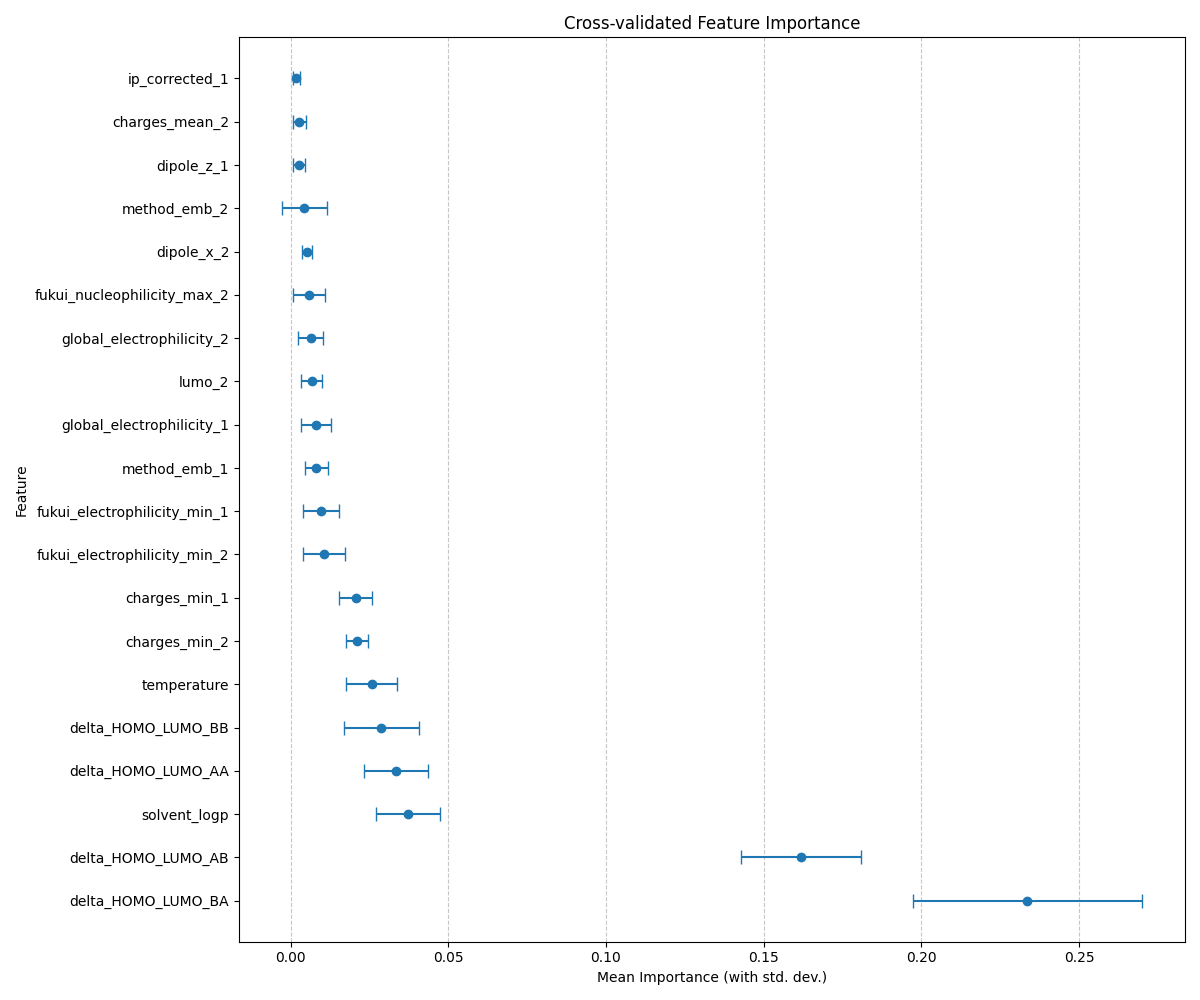 Cross-validated Feature Importance
ip_corrected_1
charges_mean_2
dipole_z_1
method_emb_2
dipole_x_2
fukui_nucleophilicity_max_2
global_electrophilicity_2
lumo_2
global_electrophilicity_1
method_emb_1
fukui_electrophilicity_min_1
fukui_electrophilicity_min_2
charges_min_1
charges_min_2
temperature
delta_HOMO_LUMO_BB
delta_HOMO_LUMO_AA
solvent_logp
delta_HOMO_LUMO_AB
delta_HOMO_LUMO_BA
Feature
0.00 0.05 0.10 0.15 0.20 0.25
Mean Importance (with std. dev.)